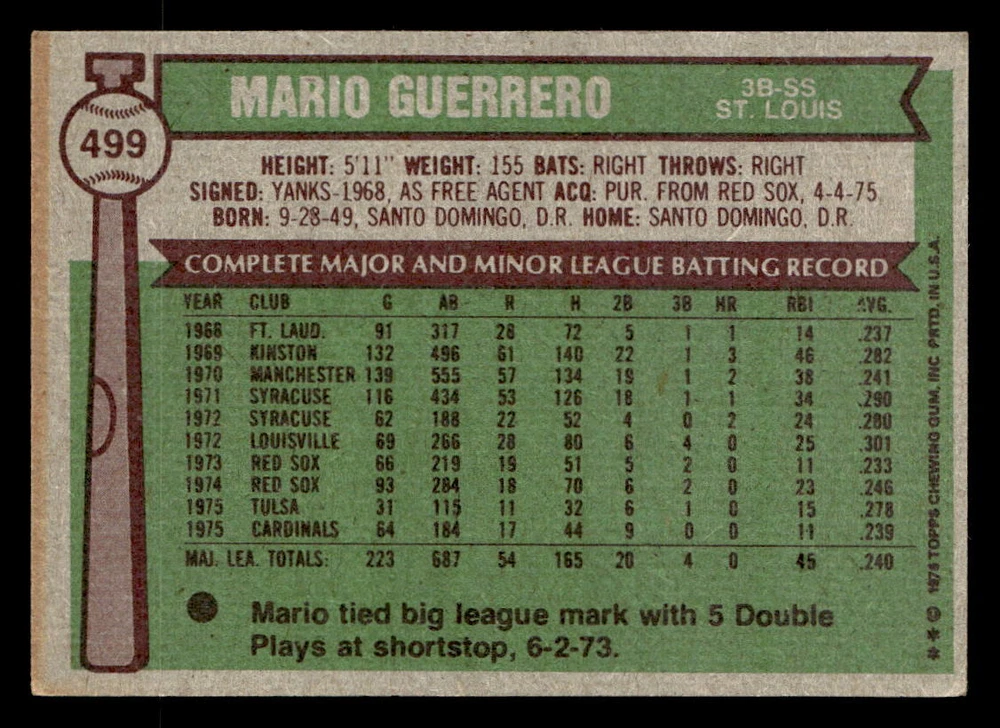 499
MARIO GUERRERO
3B-SS
ST. LOUIS
HEIGHT: 5'11" WEIGHT: 155 BATS: RIGHT THROWS: RIGHT
SIGNED: YANKS-1968, AS FREE AGENT ACQ: PUR. FROM RED SOX, 4-4-75
BORN: 9-28-49, SANTO DOMINGO, D.R. HOME: SANTO DOMINGO, D.R.
COMPLETE MAJOR AND MINOR LEAGUE BATTING RECORD
YEAR CLUB G AB R H 2B 3B HR RBI AVG.
1968 FT. LAUD. 91 317 28 72 5 1 1 14 .237
1969 KINSTON 132 496 61 140 22 1 3 46 .282
1970 MANCHESTER 139 555 57 134 19 1 2 38 .241
1971 SYRACUSE 116 434 53 126 18 1 1 34 .290
1972 SYRACUSE 62 188 22 52 4 0 2 24 .280
1972 LOUISVILLE 69 266 28 80 6 4 0 25 .301
1973 RED SOX 66 219 19 51 5 2 0 11 .233
1974 RED SOX 93 284 18 70 6 2 0 23 .246
1975 TULSA 31 115 11 32 6 1 0 15 .278
1975 CARDINALS 64 184 17 44 9 0 0 11 .239
MAJ. LEA. TOTALS: 223 687 54 165 20 4 0 45 .240
Mario tied big league mark with 5 Double
Plays at shortstop, 6-2-73.
** © 1976 TOPPS CHEWING GUM, INC PRTD. IN U.S.A.